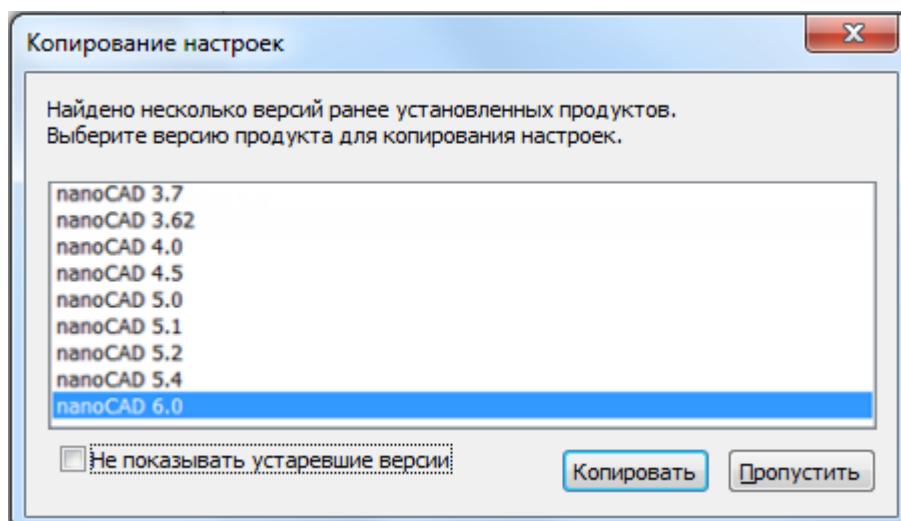 Копирование настроек
Найдено несколько версий ранее установленных продуктов.
Выберите версию продукта для копирования настроек.
nanoCAD 3.7
nanoCAD 3.62
nanoCAD 4.0
nanoCAD 4.5
nanoCAD 5.0
nanoCAD 5.1
nanoCAD 5.2
nanoCAD 5.4
nanoCAD 6.0
Не показывать устаревшие версии
Копировать
Пропустить